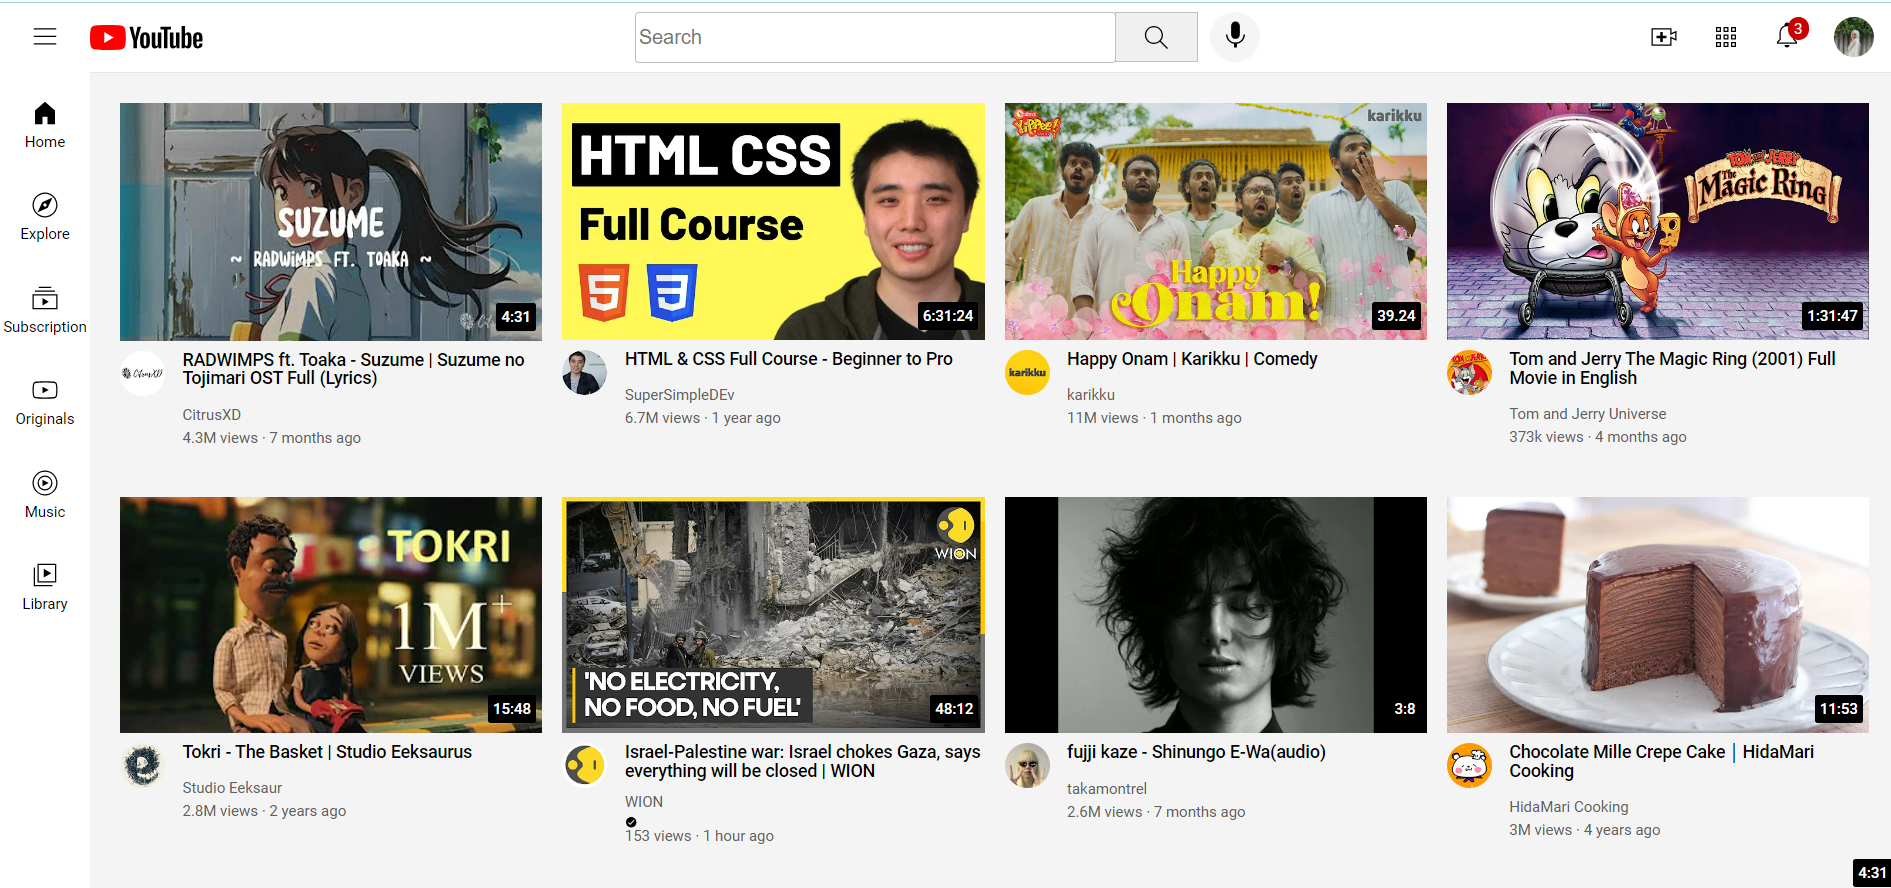 YouTube
Search
3
Home
Explore
Subscription
Originals
Music
Library
SUZUME
~ RADWIMPS FT. TOAKA ~
4:31
CitrusXD
RADWIMPS ft. Toaka - Suzume | Suzume no
Tojimari OST Full (Lyrics)
CitrusXD
4.3M views · 7 months ago
HTML CSS
Full Course
5
3
6:31:24
HTML & CSS Full Course - Beginner to Pro
SuperSimpleDEv
6.7M views · 1 year ago
YiPPee!
karikku
Happy
Onam!
39.24
karikku
Happy Onam | Karikku | Comedy
karikku
11M views · 1 months ago
TOM and JERRY
The
Magic Ring
1:31:47
TOM and JERRY
Tom and Jerry The Magic Ring (2001) Full
Movie in English
Tom and Jerry Universe
373k views · 4 months ago
TOKRI
1M+
VIEWS
15:48
Tokri - The Basket | Studio Eeksaurus
Studio Eeksaur
2.8M views · 2 years ago
WION
'NO ELECTRICITY,
NO FOOD, NO FUEL'
48:12
Israel-Palestine war: Israel chokes Gaza, says
everything will be closed | WION
WION
153 views · 1 hour ago
3:8
fujji kaze - Shinungo E-Wa(audio)
takamontrel
2.6M views · 7 months ago
11:53
Chocolate Mille Crepe Cake │ HidaMari
Cooking
HidaMari Cooking
3M views · 4 years ago
4:31